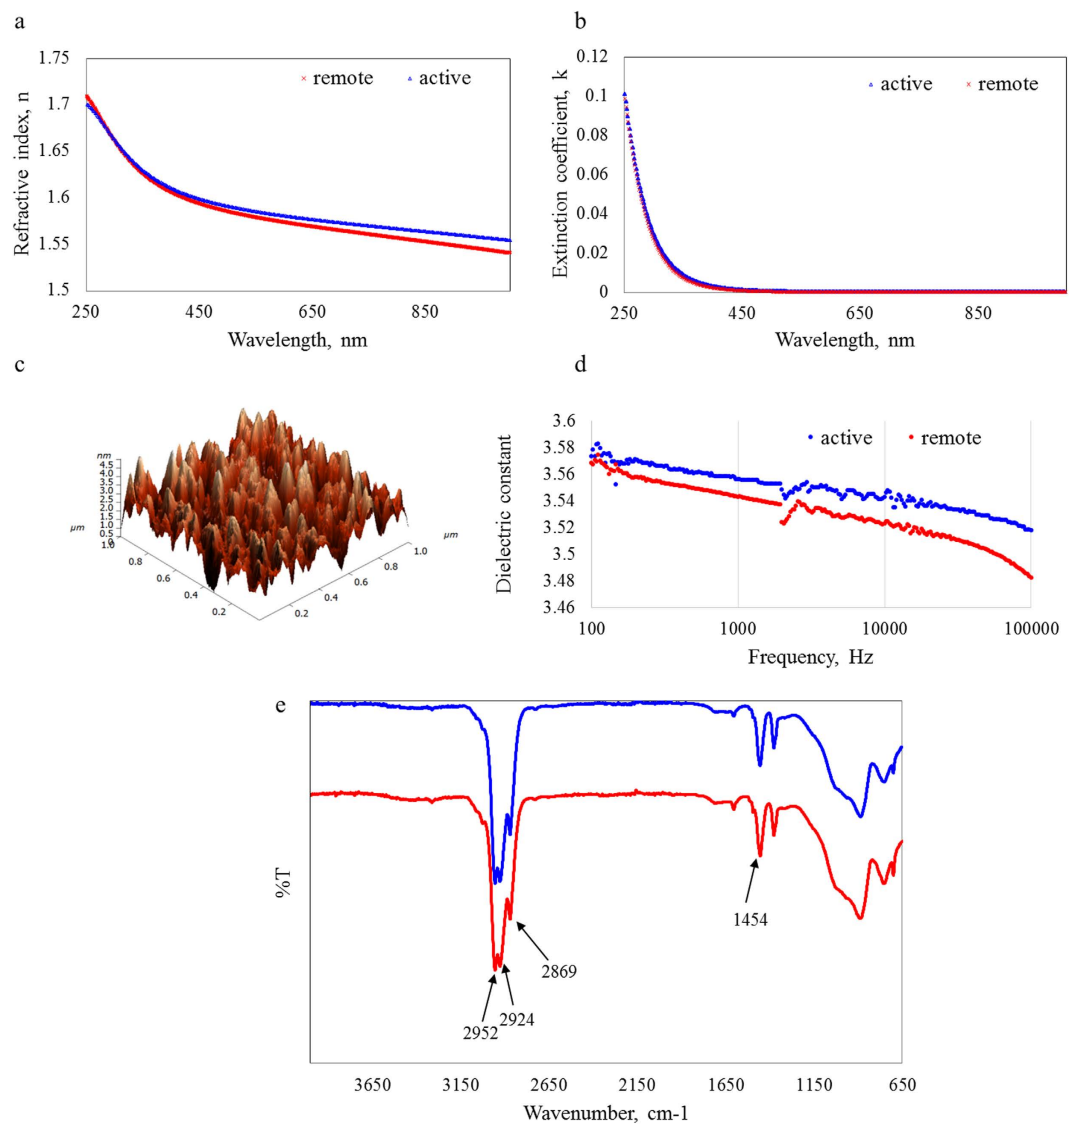 a
1.75
1.7
1.65
1.6
1.55
1.5
Refractive index, n
remote active
250 450 650 850
Wavelength, nm
b
0.12
0.1
0.08
0.06
0.04
0.02
0
Extinction coefficient, k
active remote
250 450 650 850
Wavelength, nm
c
nm
4.5
4.0
3.5
3.0
2.5
2.0
1.5
1.0
0.5
0
µm
1.0
0.8
0.6
0.4
0.2
µm
1.0
0.8
0.6
0.4
0.2
d
3.6
3.58
3.56
3.54
3.52
3.5
3.48
3.46
Dielectric constant
active remote
100 1000 10000 100000
Frequency, Hz
e
%T
1454
2869
2924
2952
3650 3150 2650 2150 1650 1150 650
Wavenumber, cm-1